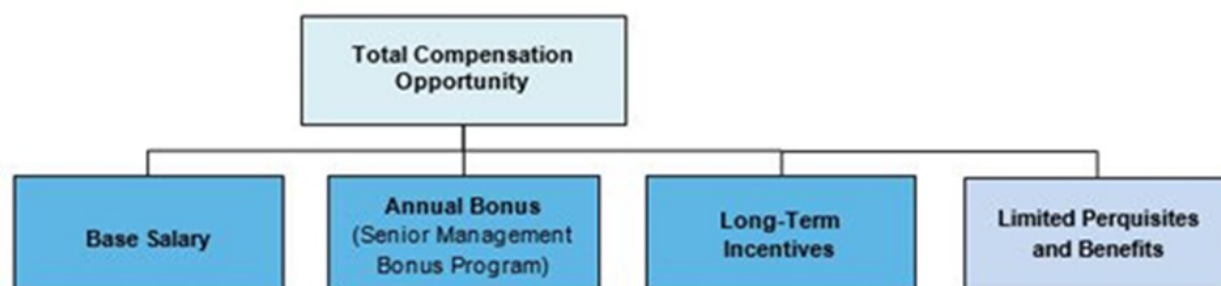 Total Compensation
Opportunity
Base Salary
Annual Bonus
(Senior Management
Bonus Program)
Long-Term
Incentives
Limited Perquisites
and Benefits